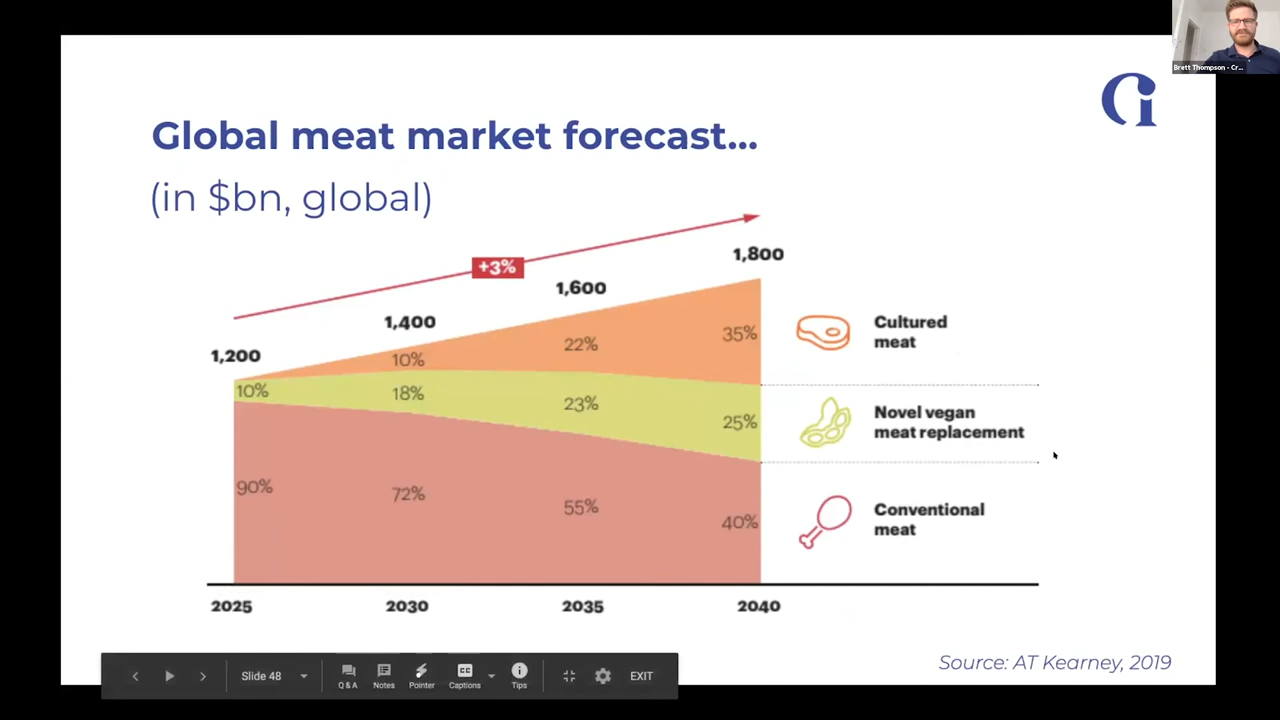 Brett Thompson - Cr...
Global meat market forecast...
(in $bn, global)
+3%
1,200
1,400
1,600
1,800
10%
22%
35%
10%
18%
23%
25%
90%
72%
55%
40%
Cultured
meat
Novel vegan
meat replacement
Conventional
meat
2025
2030
2035
2040
Source: AT Kearney, 2019
Slide 48
Q & A
Notes
Pointer
CC
Captions
Tips
EXIT